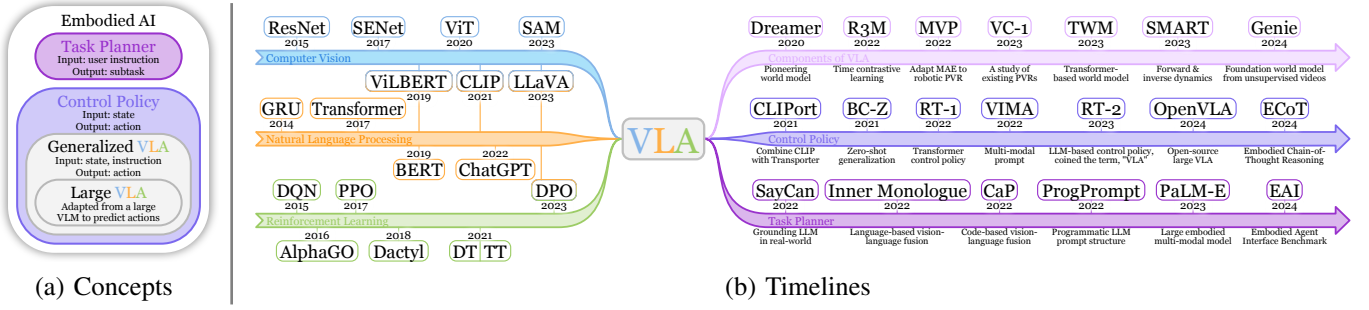 Embodied AI
Task Planner
Input: user instruction
Output: subtask
Control Policy
Input: state
Output: action
Generalized VLA
Input: state, instruction
Output: action
Large VLA
Adapted from a large
VLM to predict actions
(a) Concepts
ResNet SENet ViT SAM
2015 2017 2020 2023
Computer Vision
ViLBERT CLIP LLaVA
2019 2021 2023
GRU Transformer
2014 2017
Natural Language Processing
2019 2022
BERT ChatGPT
DQN PPO DPO
2015 2017 2023
Reinforcement Learning
2016 2018 2021
AlphaGO Dactyl DT TT
VLA
Dreamer R3M MVP VC-1 TWM SMART Genie
2020 2022 2022 2023 2023 2023 2024
Components of VLA
Pioneering Time contrastive Adapt MAE to A study of Transformer- Forward & Foundation world model
world model learning robotic PVR existing PVRs based world model inverse dynamics from unsupervised videos
CLIPort BC-Z RT-1 VIMA RT-2 OpenVLA ECoT
2021 2021 2022 2022 2023 2024 2024
Control Policy
Combine CLIP Zero-shot Transformer Multi-modal LLM-based control policy, Open-source Embodied Chain-of-
with Transporter generalization control policy prompt coined the term, "VLA" large VLA Thought Reasoning
SayCan Inner Monologue CaP ProgPrompt PaLM-E EAI
2022 2022 2022 2022 2023 2024
Task Planner
Grounding LLM Language-based vision- Code-based vision- Programmatic LLM Large embodied Embodied Agent
in real-world language fusion language fusion prompt structure multi-modal model Interface Benchmark
(b) Timelines